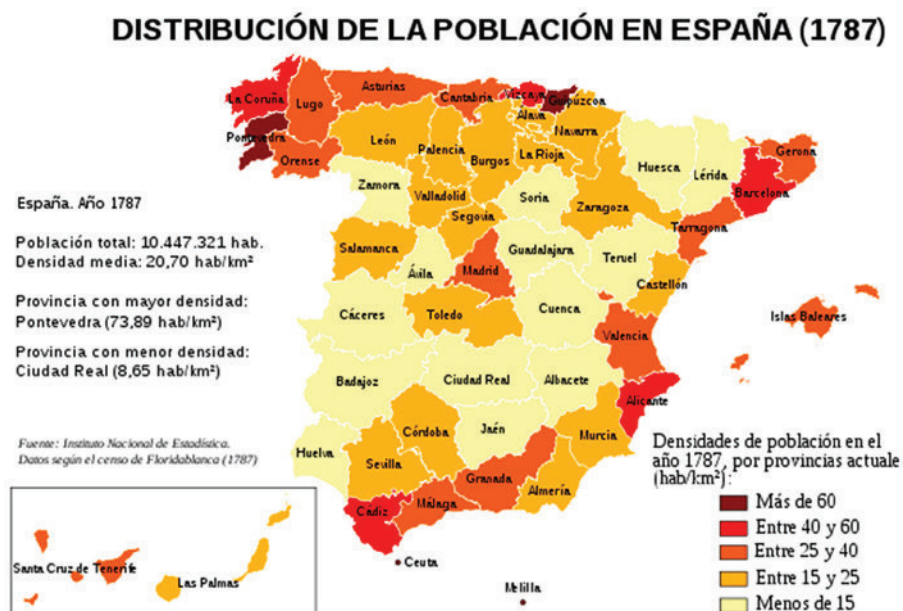 DISTRIBUCIÓN DE LA POBLACIÓN EN ESPAÑA (1787)
La Coruña
Lugo
Asturias
Cantabria
Vizcaya
Guipúzcoa
Pontevedra
Orense
León
Palencia
Burgos
Álava
Navarra
La Rioja
Huesca
Lérida
Gerona
Barcelona
Zamora
Valladolid
Soria
Zaragoza
Segovia
Tarragona
España. Año 1787
Población total: 10.447.321 hab.
Densidad media: 20,70 hab/km²
Provincia con mayor densidad:
Pontevedra (73,89 hab/km²)
Provincia con menor densidad:
Ciudad Real (8,65 hab/km²)
Salamanca
Ávila
Madrid
Guadalajara
Teruel
Castellón
Cáceres
Toledo
Cuenca
Valencia
Islas Baleares
Badajoz
Ciudad Real
Albacete
Alicante
Huelva
Sevilla
Córdoba
Jaén
Murcia
Granada
Almería
Cádiz
Málaga
Ceuta
Melilla
Fuente: Instituto Nacional de Estadística.
Datos según el censo de Floridablanca (1787)
Santa Cruz de Tenerife
Las Palmas
Densidades de población en el
año 1787, por provincias actuale
(hab/km²):
Más de 60
Entre 40 y 60
Entre 25 y 40
Entre 15 y 25
Menos de 15